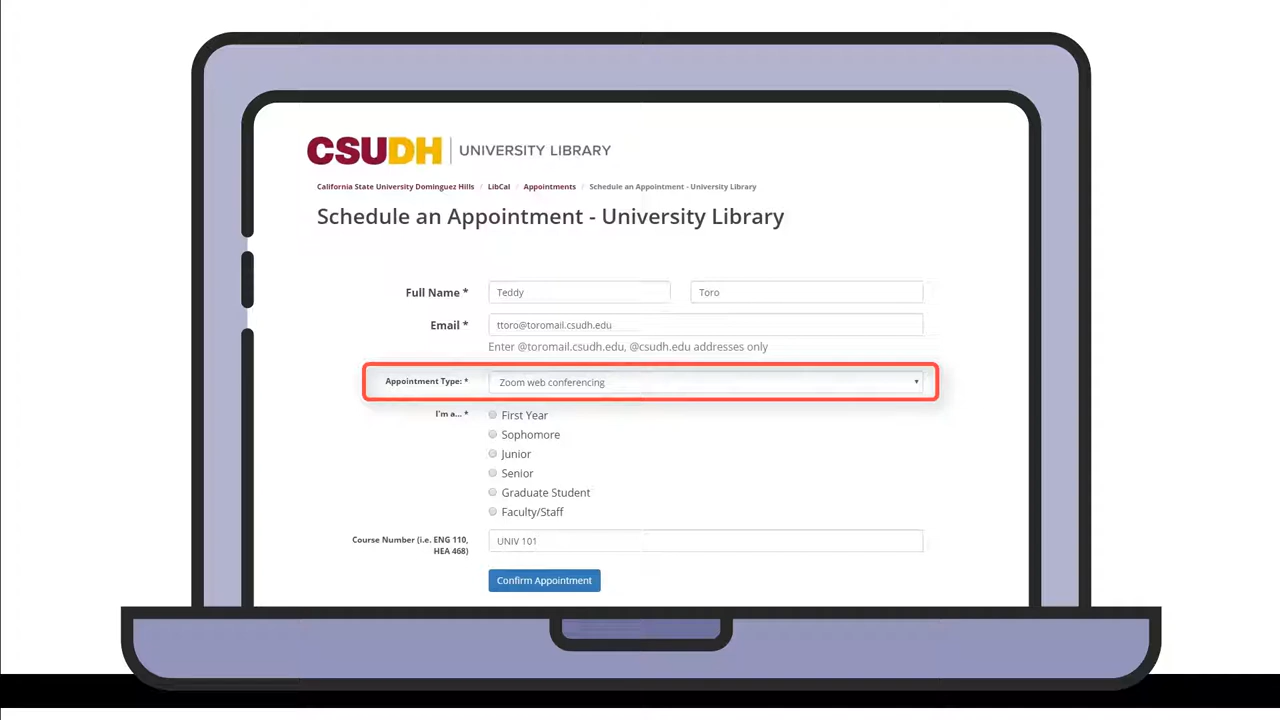 CSUDH | UNIVERSITY LIBRARY
California State University Dominguez Hills / LibCal / Appointments / Schedule an Appointment - University Library
Schedule an Appointment - University Library
Full Name * Teddy Toro
Email * ttoro@toromail.csudh.edu
Enter @toromail.csudh.edu, @csudh.edu addresses only
Appointment Type: * Zoom web conferencing
I'm a... * First Year
Sophomore
Junior
Senior
Graduate Student
Faculty/Staff
Course Number (i.e. ENG 110, UNIV 101
HEA 468)
Confirm Appointment